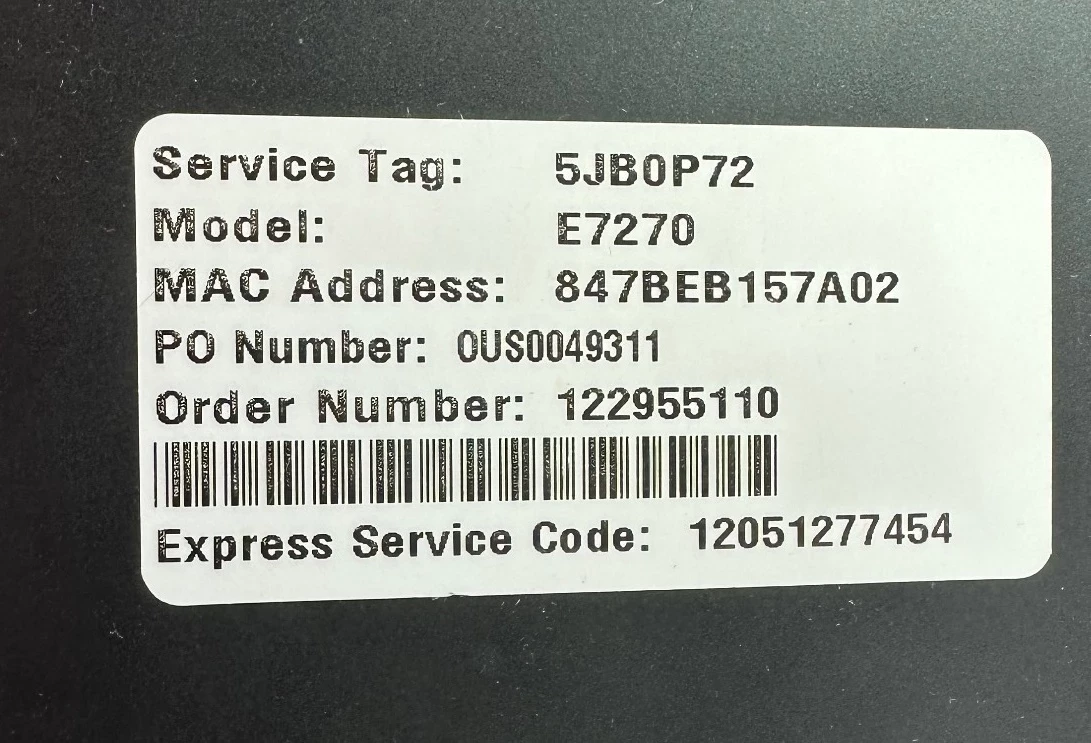 Service Tag: 5JB0P72
Model: E7270
MAC Address: 847BEB157A02
PO Number: 0US0049311
Order Number: 122955110
Express Service Code: 12051277454